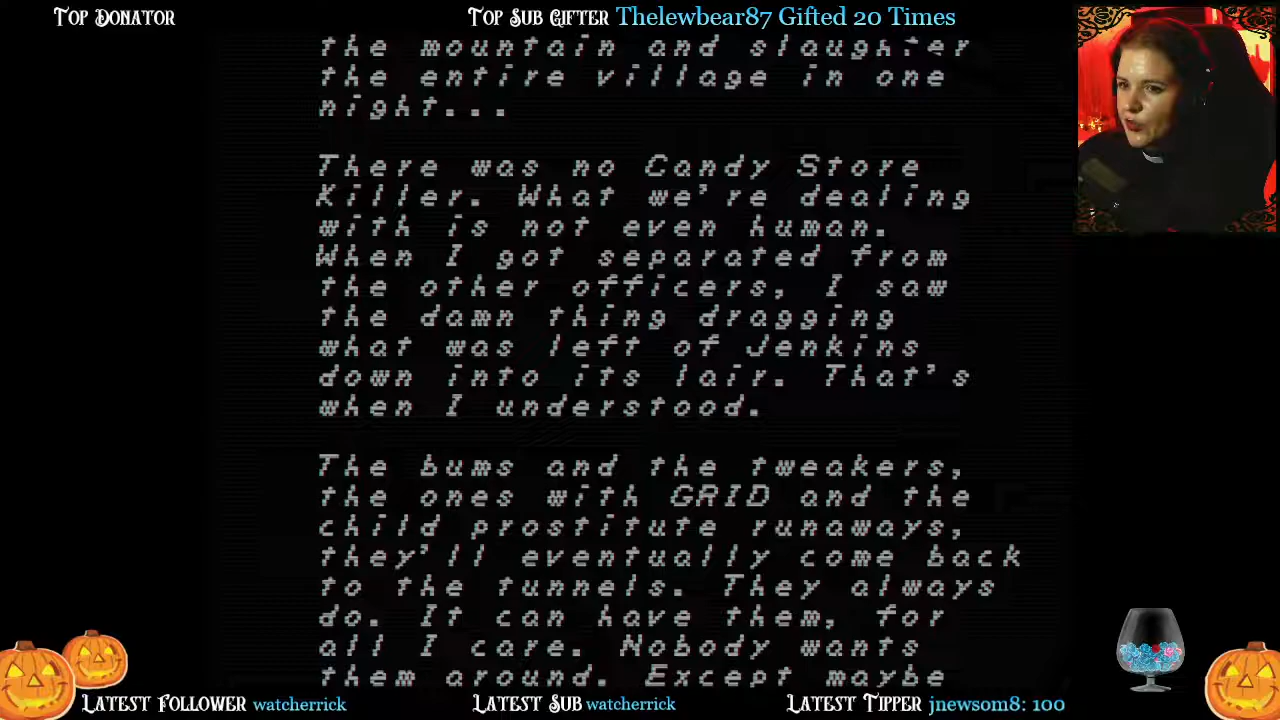 Top Donator
Top Sub Gifter Thelewbear87 Gifted 20 Times
the mountain and slaughter
the entire village in one
night...
There was no Candy Store
Killer. What we're dealing
with is not even human.
When I got separated from
the other officers, I saw
the damn thing dragging
what was left of Jenkins
down into its lair. That's
when I understood.
The bums and the tweakers,
the ones with GRID and the
child prostitute runaways,
they'll eventually come back
to the tunnels. They always
do. It can have them, for
all I care. Nobody wants
them around. Except maybe
Latest Follower watcherrick
Latest Sub watcherrick
Latest Tipper jnewsom8: 100